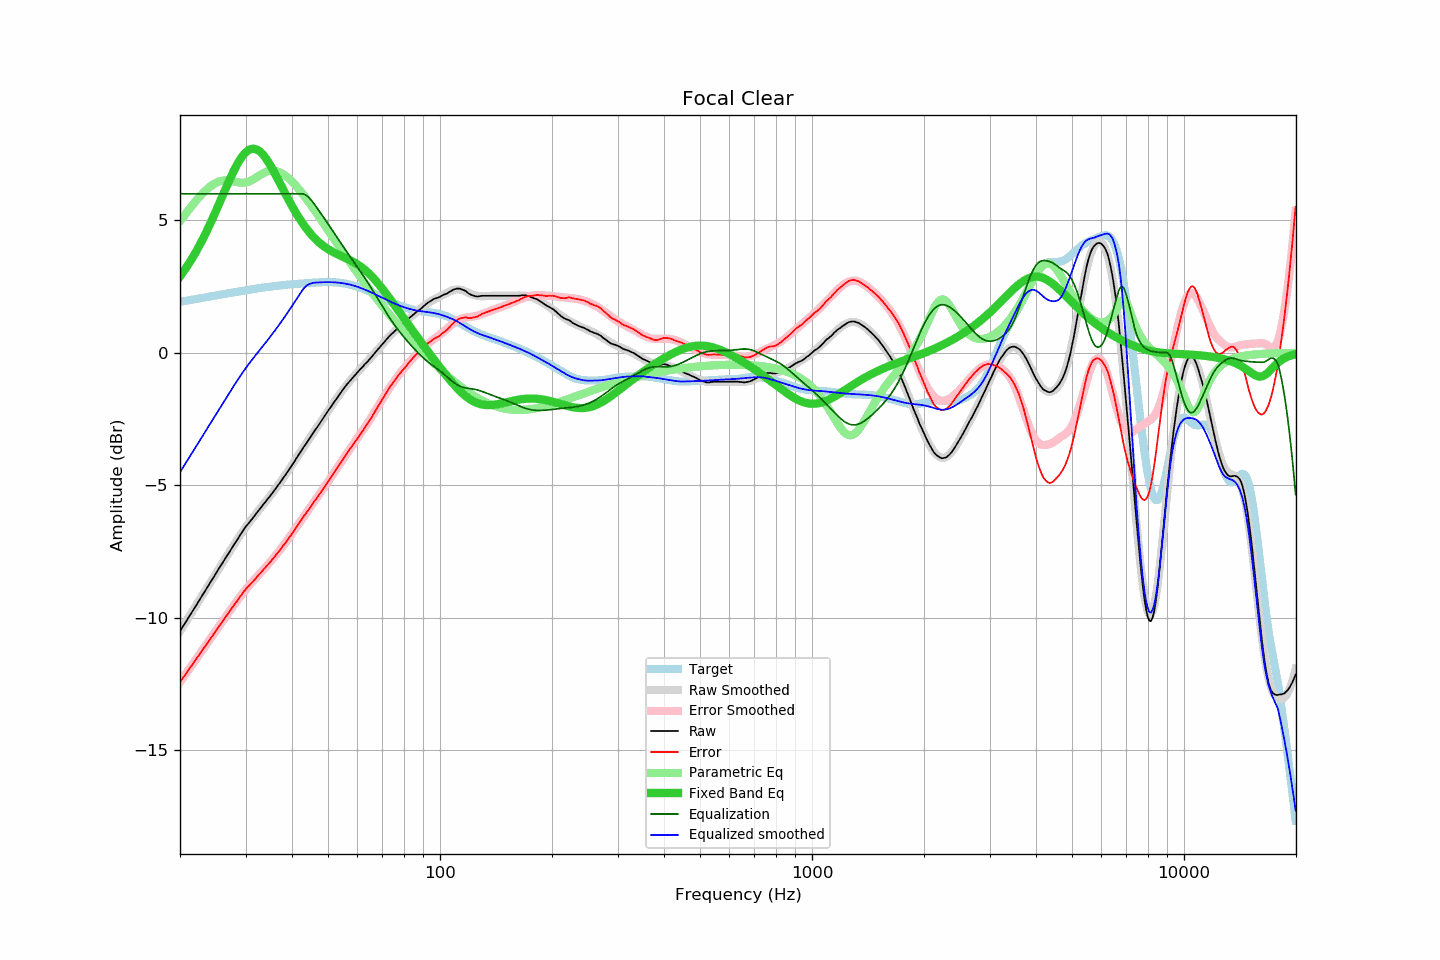 Focal Clear
Amplitude (dBr)
5
0
−5
−10
−15
Target
Raw Smoothed
Error Smoothed
Raw
Error
Parametric Eq
Fixed Band Eq
Equalization
Equalized smoothed
100 1000 10000
Frequency (Hz)